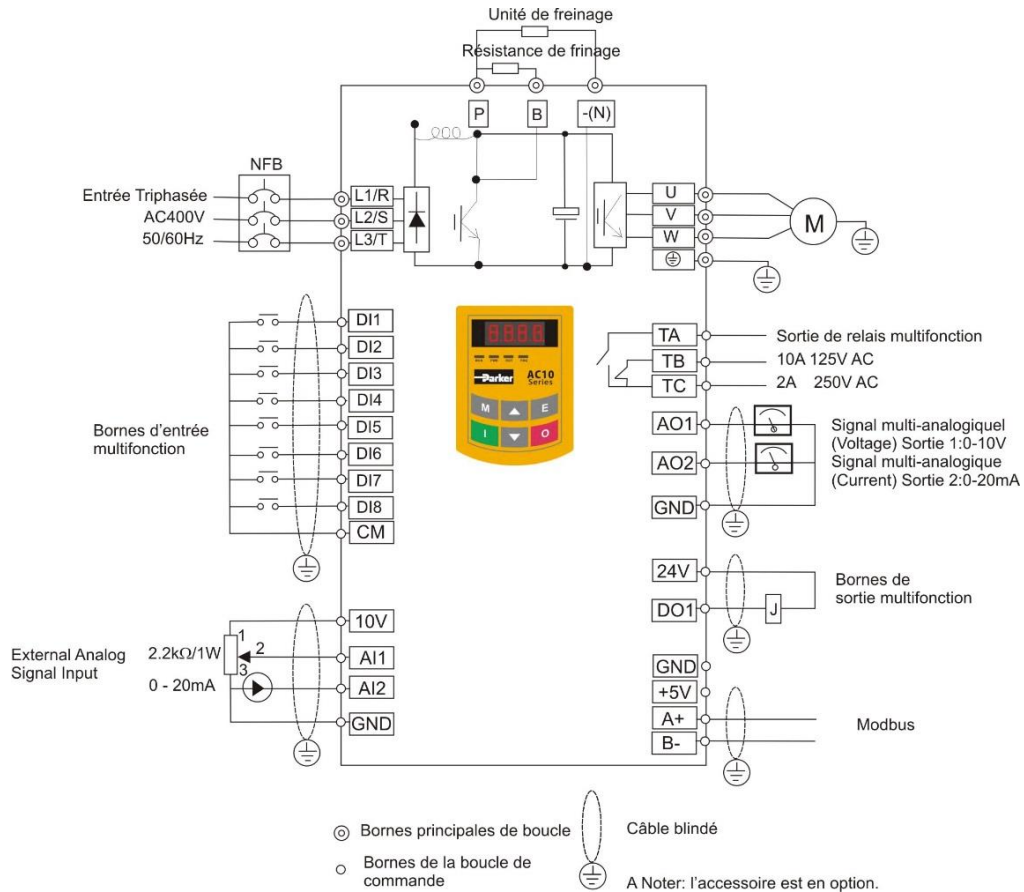 Unité de freinage
Résistance de frinage
P
B
-(N)
NFB
Entrée Triphasée
AC400V
50/60Hz
L1/R
L2/S
L3/T
U
V
W
M
DI1
DI2
DI3
DI4
DI5
DI6
DI7
DI8
CM
Bornes d'entrée
multifonction
8.8.8.8.
Parker
AC10
Series
M
E
I
O
TA
TB
TC
Sortie de relais multifonction
10A 125V AC
2A 250V AC
AO1
AO2
GND
Signal multi-analogiquel
(Voltage) Sortie 1:0-10V
Signal multi-analogique
(Current) Sortie 2:0-20mA
24V
DO1
J
Bornes de
sortie multifonction
10V
AI1
AI2
GND
External Analog
Signal Input
2.2kΩ/1W
0 - 20mA
1
2
3
GND
+5V
A+
B-
Modbus
Bornes principales de boucle
Bornes de la boucle de
commande
Câble blindé
A Noter: l'accessoire est en option.